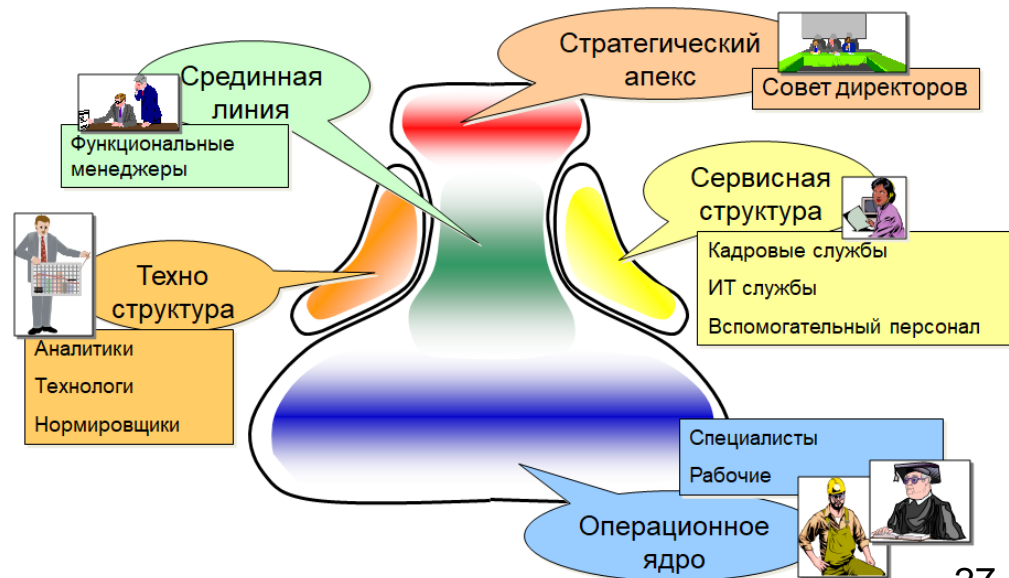 Стратегический
апекс
Совет директоров
Срединная
линия
Функциональные
менеджеры
Сервисная
структура
Кадровые службы
ИТ службы
Вспомогательный персонал
Техно
структура
Аналитики
Технологи
Нормировщики
Специалисты
Рабочие
Операционное
ядро